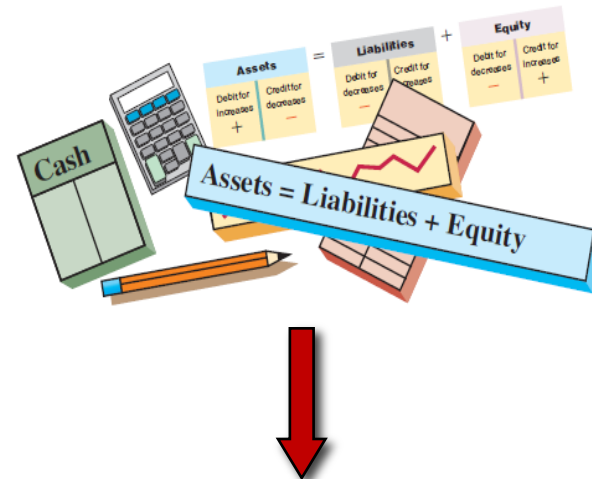 Assets
=
Liabilities
+
Equity
Debit for
increases
+
Credit for
decreases
–
Debit for
decreases
–
Credit for
Debit for
decreases
–
Credit for
increases
+
Cash
Assets = Liabilities + Equity